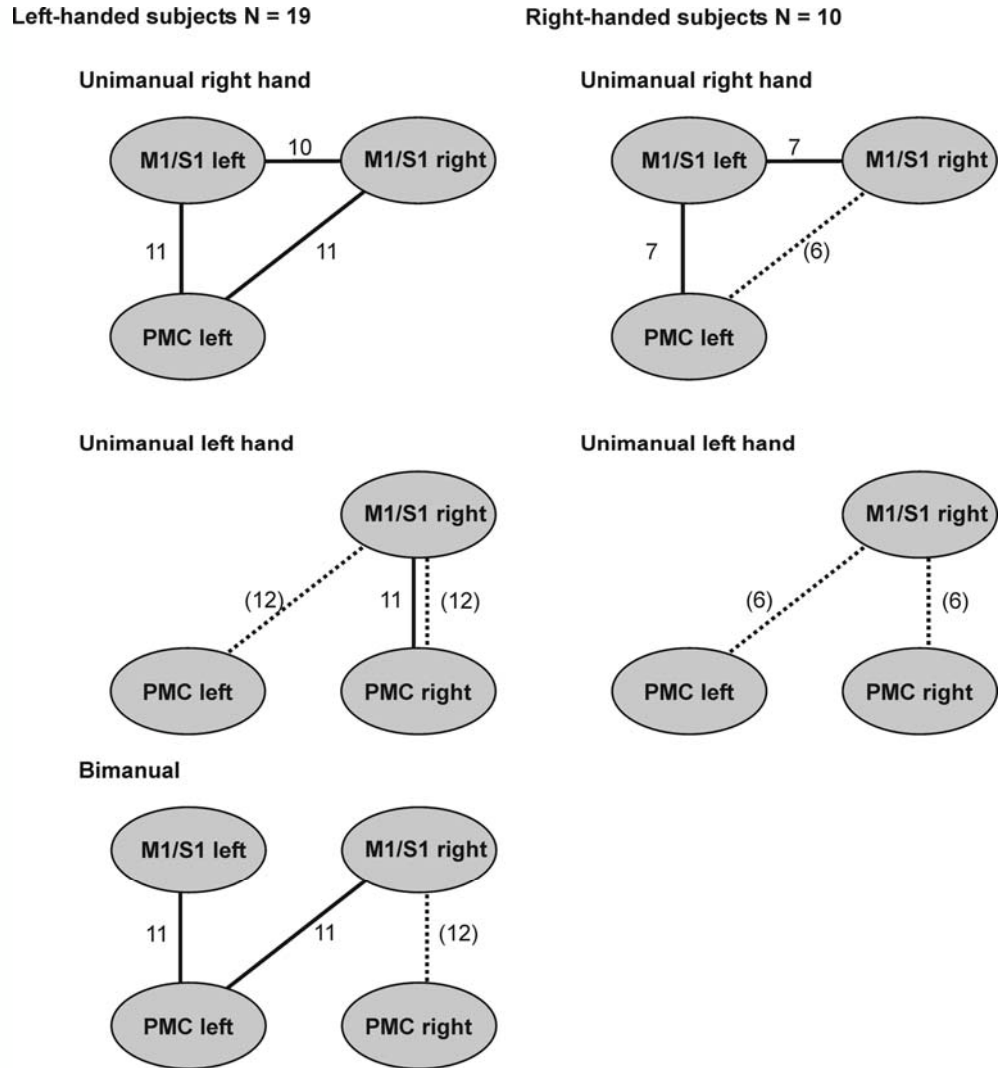 Left-handed subjects N = 19
Right-handed subjects N = 10
Unimanual right hand
M1/S1 left
10
M1/S1 right
11
11
PMC left
Unimanual right hand
M1/S1 left
7
M1/S1 right
7
(6)
PMC left
Unimanual left hand
M1/S1 right
(12)
11
(12)
PMC left
PMC right
Unimanual left hand
M1/S1 right
(6)
(6)
PMC left
PMC right
Bimanual
M1/S1 left
M1/S1 right
11
11
(12)
PMC left
PMC right